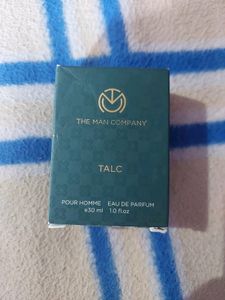 THE MAN COMPANY
TALC
POUR HOMME EAU DE PARFUM
e30 ml 1.0 fl.oz